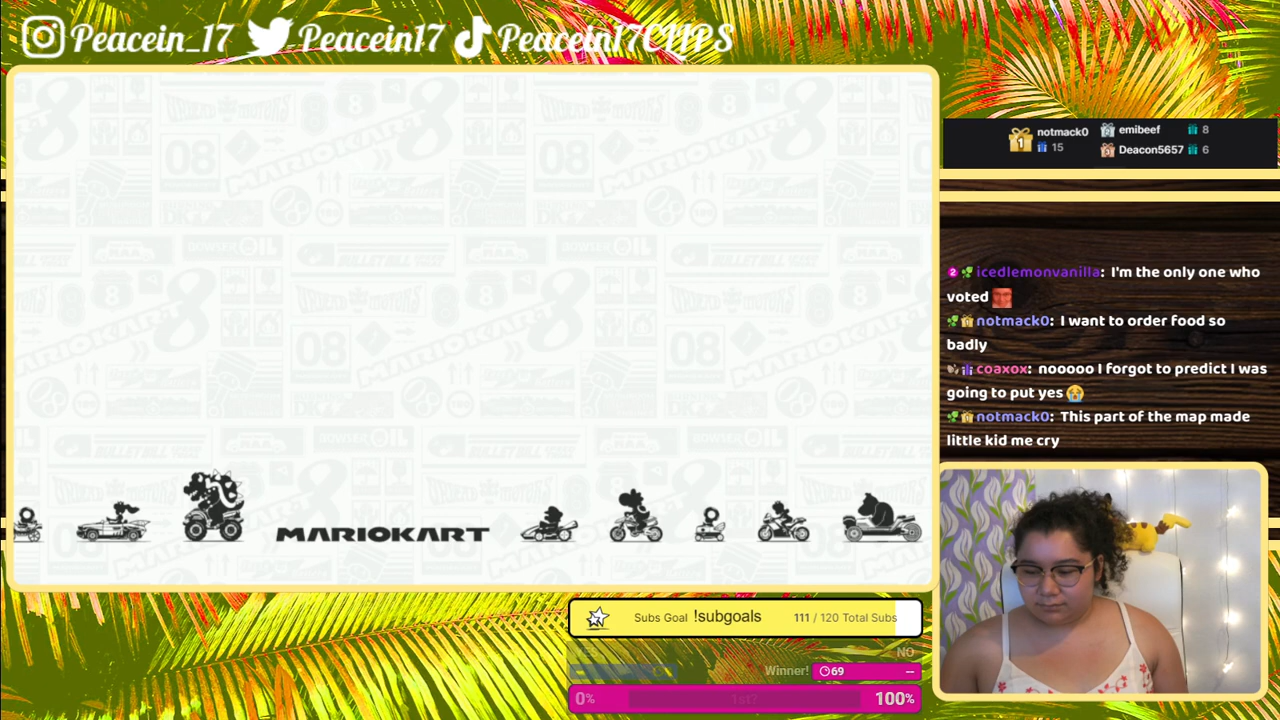 Peacein_17 Peacein17 Peacein17ClIPS
notmack0 15
emibeef 8
Deacon5657 6
icedlemonvanilla: I'm the only one who
voted
notmack0: I want to order food so
badly
coaxox: nooooo I forgot to predict I was
going to put yes
notmack0: This part of the map made
little kid me cry
MARIOKART
Subs Goal !subgoals 111 / 120 Total Subs
NO
Winner! 69
0% 1st? 100%